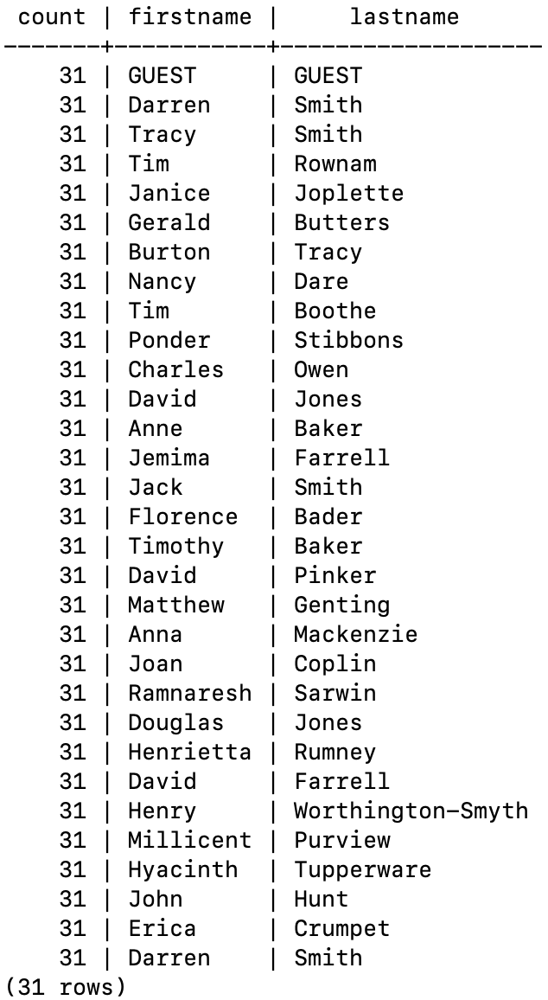 count | firstname |     lastname
-------+-----------+-------------------
    31 | GUEST     | GUEST
    31 | Darren    | Smith
    31 | Tracy     | Smith
    31 | Tim       | Rownam
    31 | Janice    | Joplette
    31 | Gerald    | Butters
    31 | Burton    | Tracy
    31 | Nancy     | Dare
    31 | Tim       | Boothe
    31 | Ponder    | Stibbons
    31 | Charles   | Owen
    31 | David     | Jones
    31 | Anne      | Baker
    31 | Jemima    | Farrell
    31 | Jack      | Smith
    31 | Florence  | Bader
    31 | Timothy   | Baker
    31 | David     | Pinker
    31 | Matthew   | Genting
    31 | Anna      | Mackenzie
    31 | Joan      | Coplin
    31 | Ramnaresh | Sarwin
    31 | Douglas   | Jones
    31 | Henrietta | Rumney
    31 | David     | Farrell
    31 | Henry     | Worthington-Smyth
    31 | Millicent | Purview
    31 | Hyacinth  | Tupperware
    31 | John      | Hunt
    31 | Erica     | Crumpet
    31 | Darren    | Smith
(31 rows)